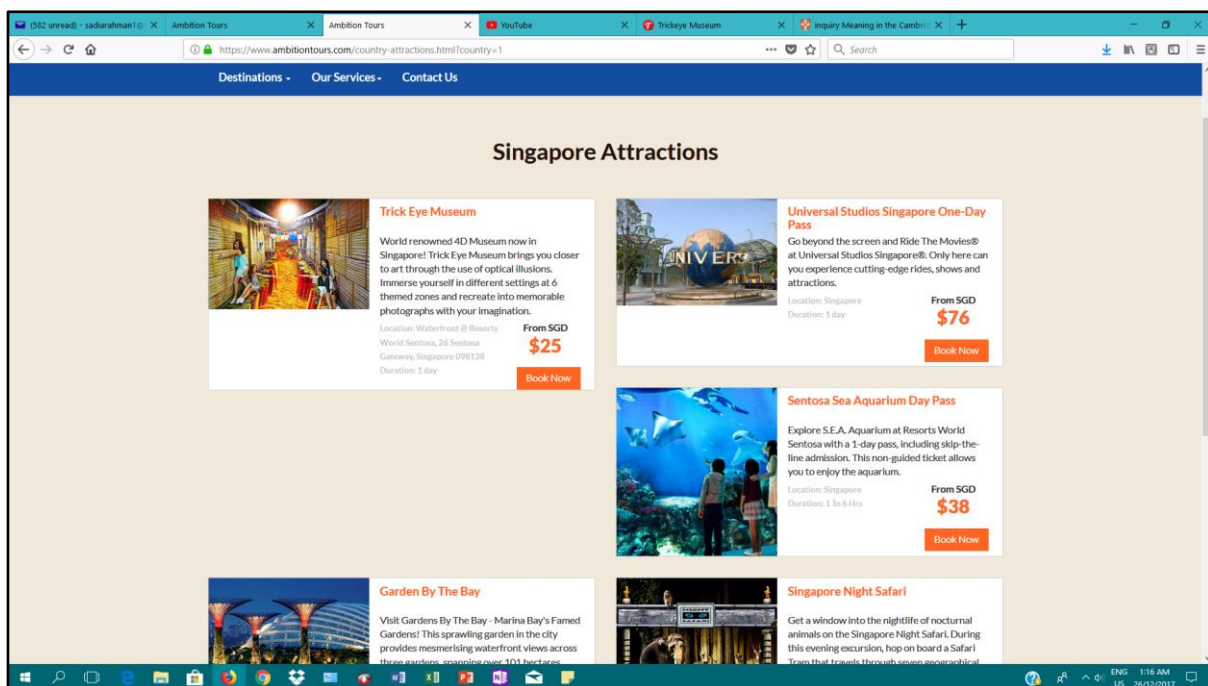 (582 unread) - sadiarahman1@
Ambition Tours
Ambition Tours
YouTube
Trickeye Museum
inquiry Meaning in the Cambri
https://www.ambitiontours.com/country-attractions.html?country=1
Search
Destinations
Our Services
Contact Us
Singapore Attractions
Trick Eye Museum
World renowned 4D Museum now in
Singapore! Trick Eye Museum brings you closer
to art through the use of optical illusions.
Immerse yourself in different settings at 6
themed zones and recreate into memorable
photographs with your imagination.
Location: Waterfront @ Resorts
World Sentosa, 26 Sentosa
Gateway, Singapore 098138
Duration: 1 day
From SGD
$25
Book Now
UNIVERS
Universal Studios Singapore One-Day
Pass
Go beyond the screen and Ride The Movies®
at Universal Studios Singapore®. Only here can
you experience cutting-edge rides, shows and
attractions.
Location: Singapore
Duration: 1 day
From SGD
$76
Book Now
Sentosa Sea Aquarium Day Pass
Explore S.E.A. Aquarium at Resorts World
Sentosa with a 1-day pass, including skip-the-
line admission. This non-guided ticket allows
you to enjoy the aquarium.
Location: Singapore
Duration: 1 To 6 Hrs
From SGD
$38
Book Now
Garden By The Bay
Visit Gardens By The Bay - Marina Bay's Famed
Gardens! This sprawling garden in the city
provides mesmerising waterfront views across
three gardens, spanning over 101 hectares
NIGHT
SAFARI
Singapore Night Safari
Get a window into the nightlife of nocturnal
animals on the Singapore Night Safari. During
this evening excursion, hop on board a Safari
Tram that travels through seven geographical
ENG
US
1:16 AM
26/12/2017